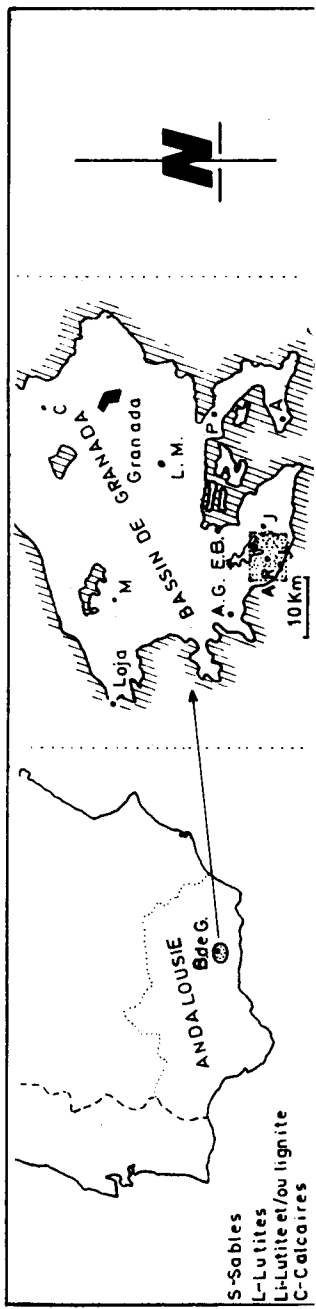 ANDALOUSIE
B.de G.
S-Sables
L-Lutites
Li-Lutite et/ou lignite
C-Calcaires
Loja
M
C
BASSIN DE GRANADA
Granada
L.M.
A.G.
E.B.
P
A
J
A.R.
10 Km
N